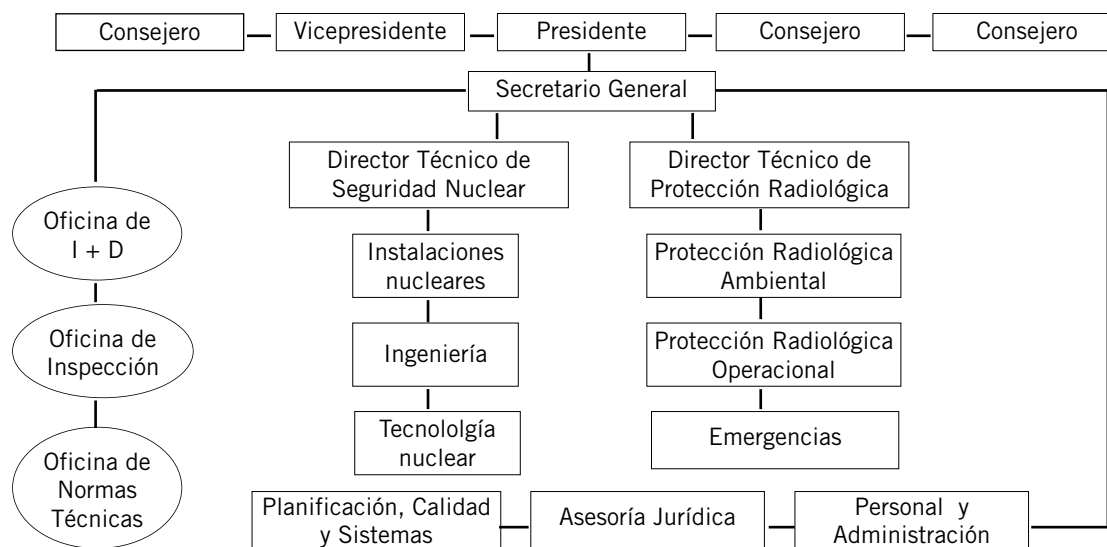 Consejero
Vicepresidente
Presidente
Consejero
Consejero
Secretario General
Director Técnico de
Seguridad Nuclear
Director Técnico de
Protección Radiológica
Oficina de
I + D
Instalaciones
nucleares
Protección Radiológica
Ambiental
Oficina de
Inspección
Ingeniería
Protección Radiológica
Operacional
Tecnololgía
nuclear
Emergencias
Oficina de
Normas
Técnicas
Planificación, Calidad
y Sistemas
Asesoría Jurídica
Personal y
Administración